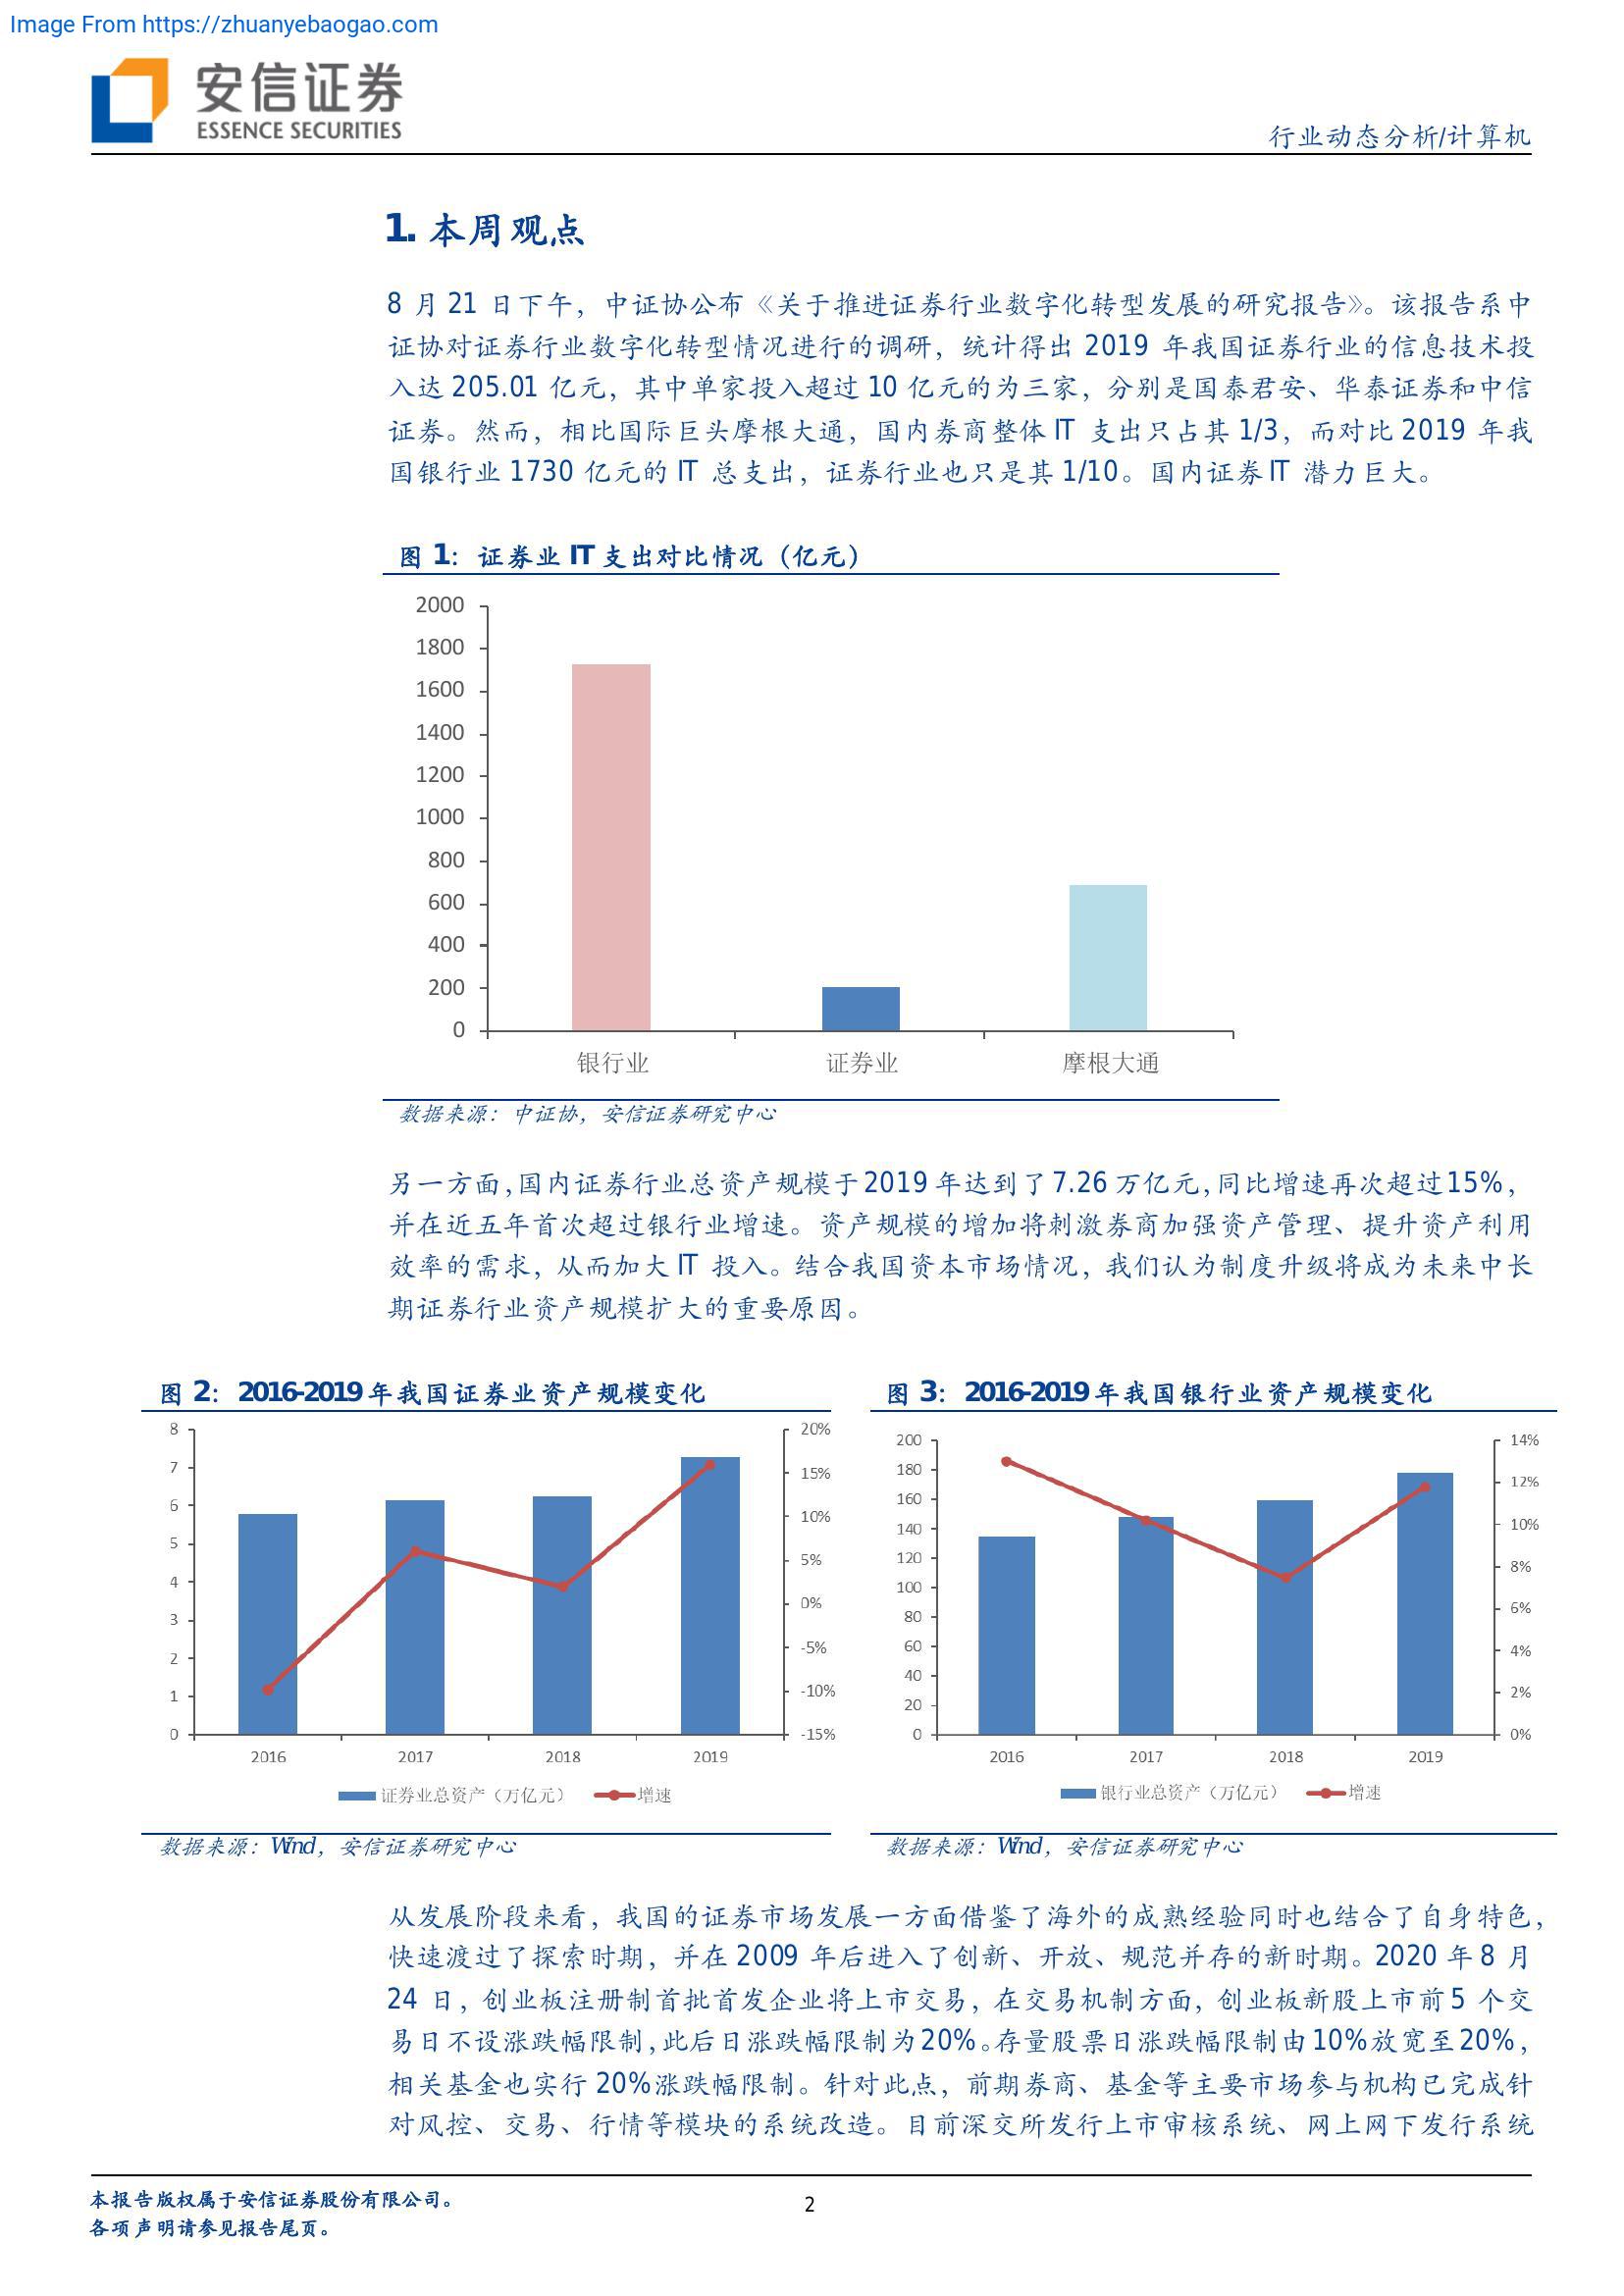 Image From https://zhuanyebaogao.com
安信证券
ESSENCE SECURITIES
行业动态分析/计算机
1. 本周观点
8 月 21 日下午，中证协公布《关于推进证券行业数字化转型发展的研究报告》。该报告系中
证协对证券行业数字化转型情况进行的调研，统计得出 2019 年我国证券行业的信息技术投
入达 205.01 亿元，其中单家投入超过 10 亿元的为三家，分别是国泰君安、华泰证券和中信
证券。然而，相比国际巨头摩根大通，国内券商整体 IT 支出只占其 1/3，而对比 2019 年我
国银行业 1730 亿元的 IT 总支出，证券行业也只是其 1/10。国内证券 IT 潜力巨大。
图 1：证券业 IT 支出对比情况（亿元）
2000
1800
1600
1400
1200
1000
800
600
400
200
0
银行业 证券业 摩根大通
数据来源：中证协，安信证券研究中心
另一方面，国内证券行业总资产规模于 2019 年达到了 7.26 万亿元，同比增速再次超过 15%，
并在近五年首次超过银行业增速。资产规模的增加将刺激券商加强资产管理、提升资产利用
效率的需求，从而加大 IT 投入。结合我国资本市场情况，我们认为制度升级将成为未来中长
期证券行业资产规模扩大的重要原因。
图 2：2016-2019 年我国证券业资产规模变化
8
7
6
5
4
3
2
1
0
20%
15%
10%
5%
0%
-5%
-10%
-15%
2016 2017 2018 2019
证券业总资产（万亿元） 增速
数据来源：Wind，安信证券研究中心
图 3：2016-2019 年我国银行业资产规模变化
200
180
160
140
120
100
80
60
40
20
0
14%
12%
10%
8%
6%
4%
2%
0%
2016 2017 2018 2019
银行业总资产（万亿元） 增速
数据来源：Wind，安信证券研究中心
从发展阶段来看，我国的证券市场发展一方面借鉴了海外的成熟经验同时也结合了自身特色，
快速渡过了探索时期，并在 2009 年后进入了创新、开放、规范并存的新时期。2020 年 8 月
24 日，创业板注册制首批首发企业将上市交易，在交易机制方面，创业板新股上市前 5 个交
易日不设涨跌幅限制，此后日涨跌幅限制为 20%。存量股票日涨跌幅限制由 10%放宽至 20%，
相关基金也实行 20%涨跌幅限制。针对此点，前期券商、基金等主要市场参与机构已完成针
对风控、交易、行情等模块的系统改造。目前深交所发行上市审核系统、网上网下发行系统
本报告版权属于安信证券股份有限公司。
各项声明请参见报告尾页。
2